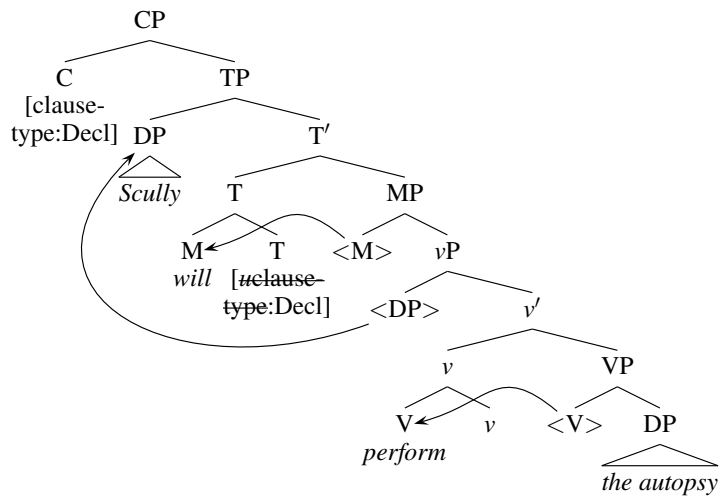 CP
C TP
[clause-
type:Decl] DP T′
Scully T MP
M T <M> vP
will [uclause-
type:Decl] <DP> v′
v VP
V v <V> DP
perform
the autopsy